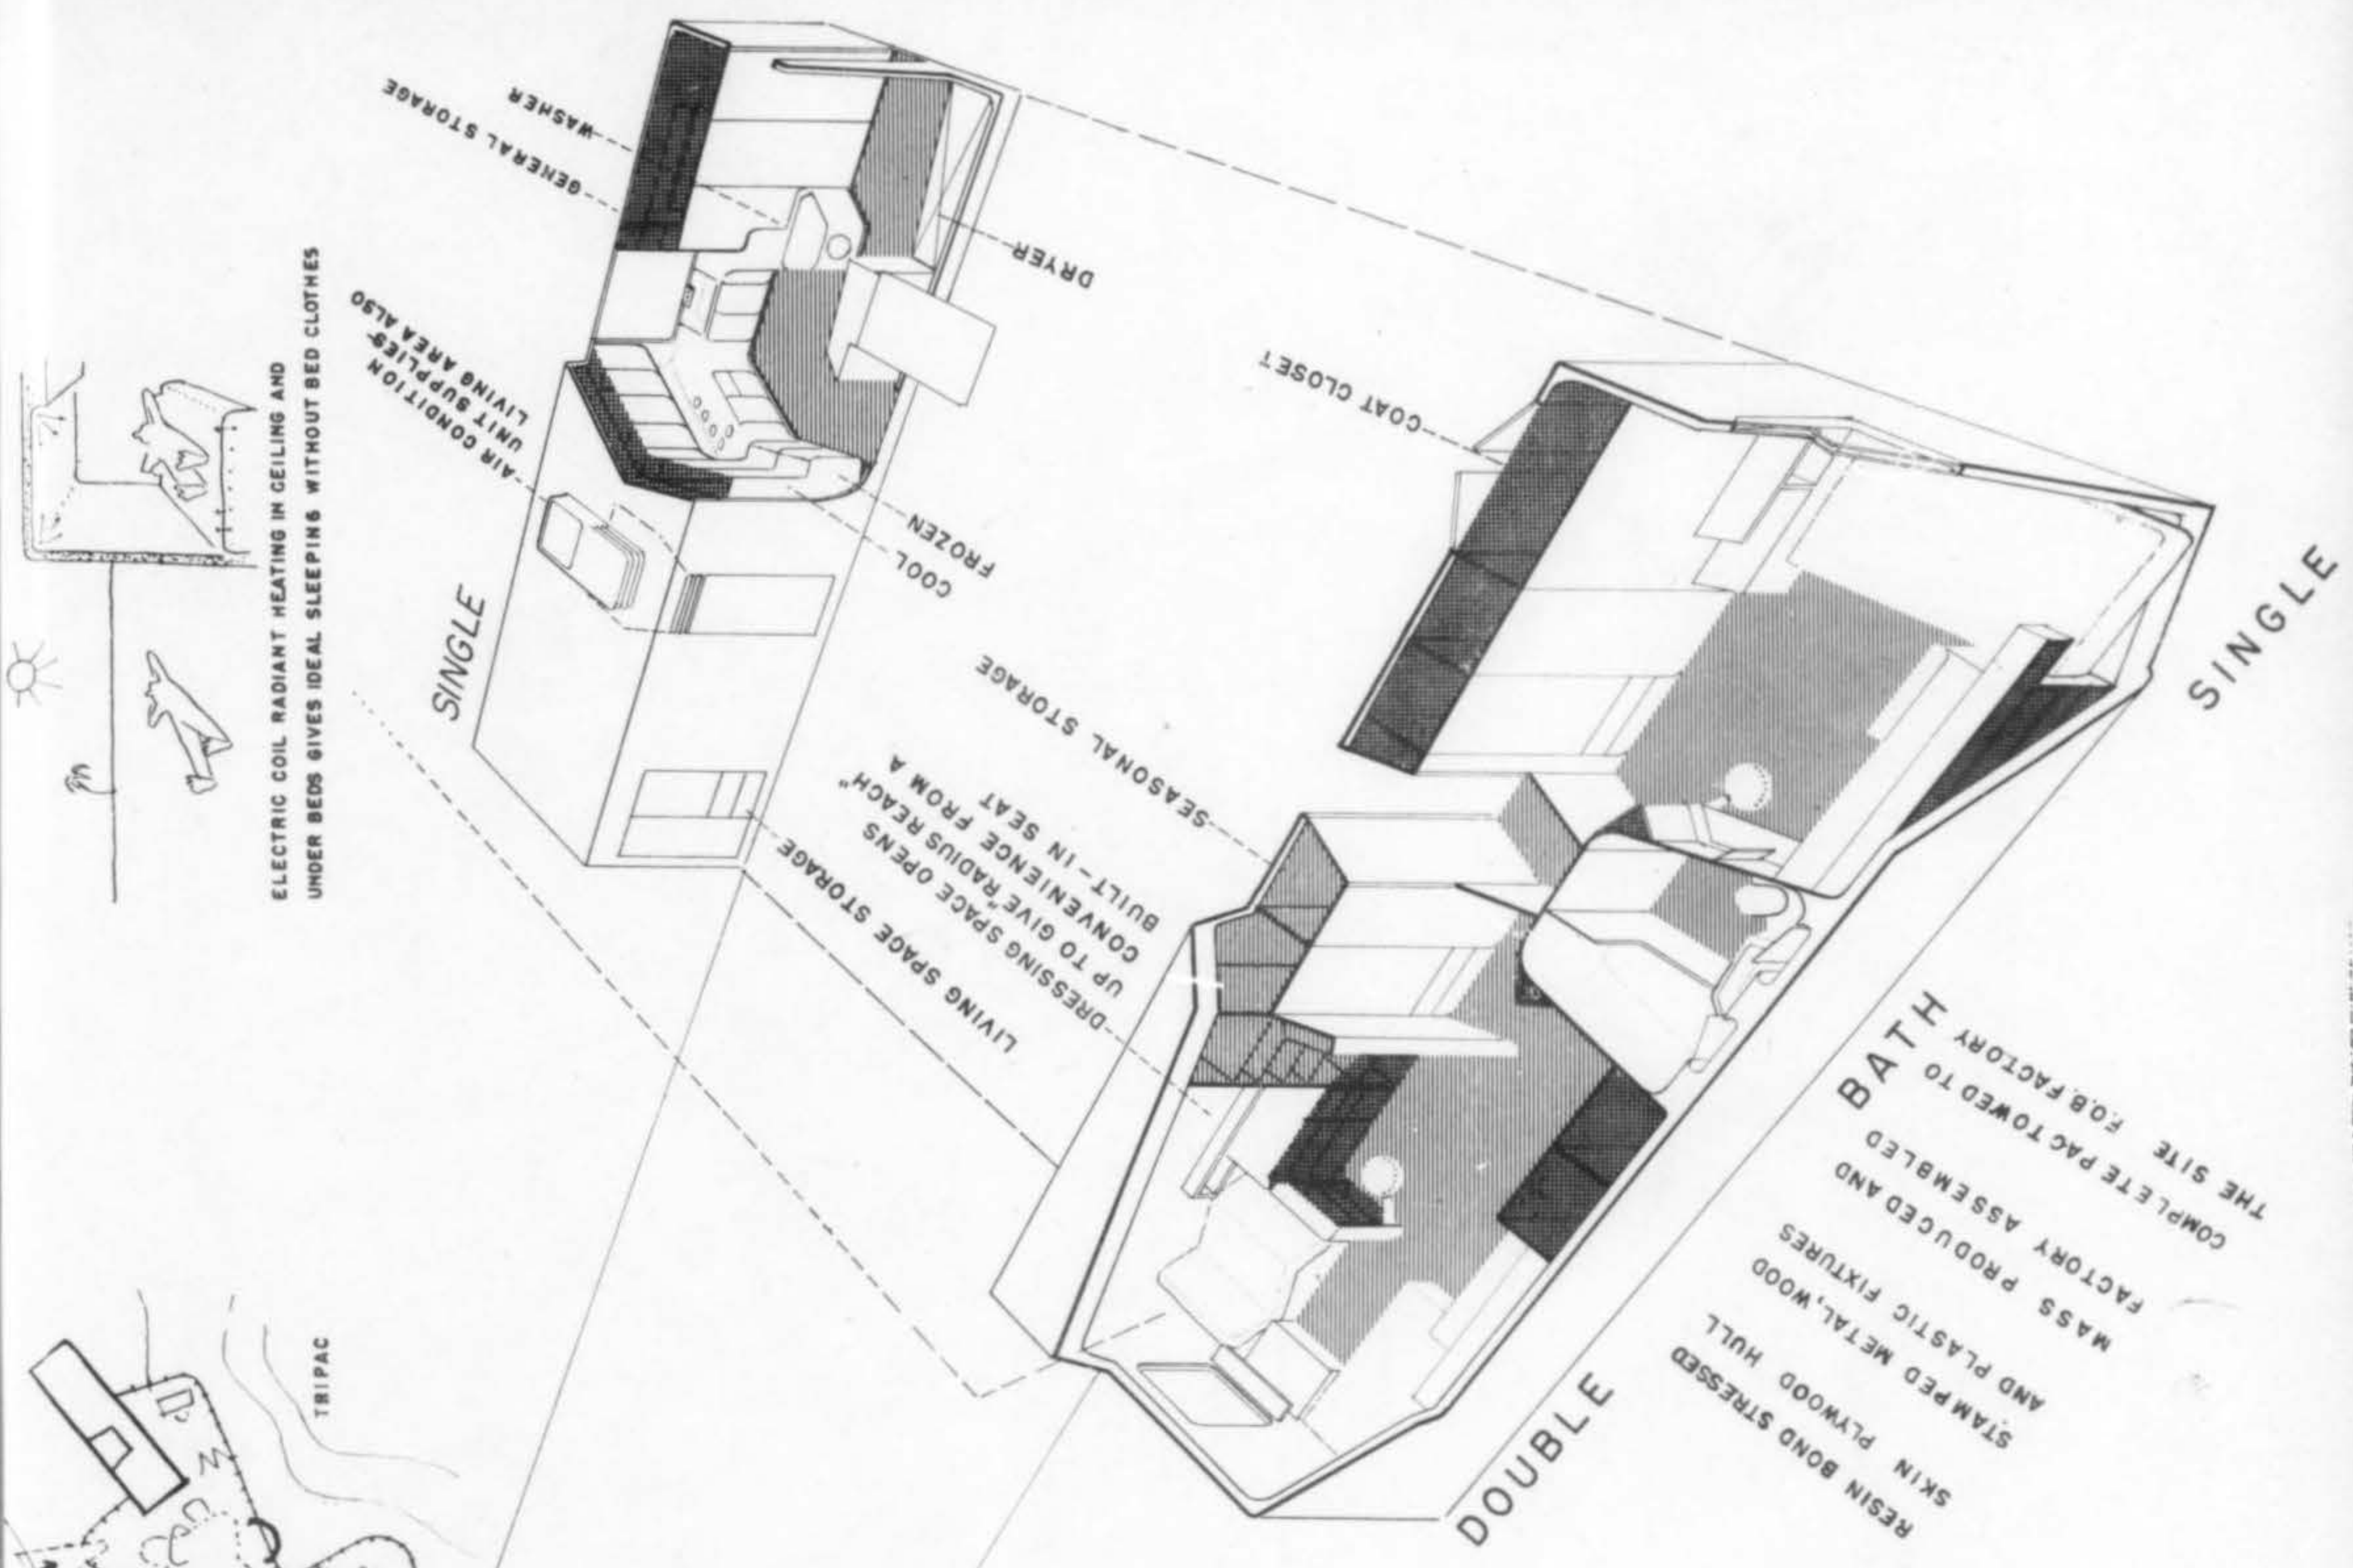 ELECTRIC COIL RADIANT HEATING IN CEILING AND
UNDER BEDS GIVES IDEAL SLEEPING WITHOUT BED CLOTHES
TRIPAC
GENERAL STORAGE
WASHER
DRYER
AIR CONDITION
UNIT SUPPLIES-
LIVING AREA ALSO
SINGLE
FROZEN
COOL
COAT CLOSET
SEASONAL STORAGE
DRESSING SPACE OPENS
UP TO GIVE "RADIUS REACH"
CONVENIENCE FROM A
BUILT-IN SEAT
LIVING SPACE STORAGE
SINGLE
BATH
DOUBLE
RESIN BOND STRESSED
SKIN PLYWOOD HULL
STAMPED METAL, WOOD
AND PLASTIC FIXTURES
MASS PRODUCED AND
FACTORY ASSEMBLED
COMPLETE PAC TOWED TO
THE SITE F.O.B. FACTORY